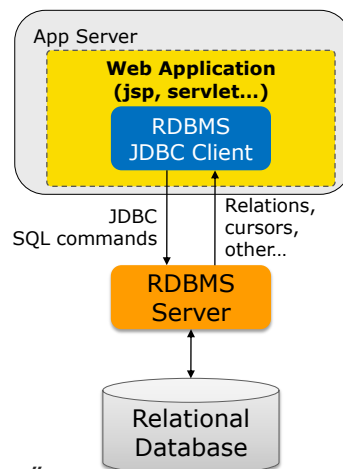 App Server
Web Application
(jsp, servlet…)
RDBMS
JDBC Client
JDBC
SQL commands
Relations,
cursors,
other…
RDBMS
Server
Relational
Database